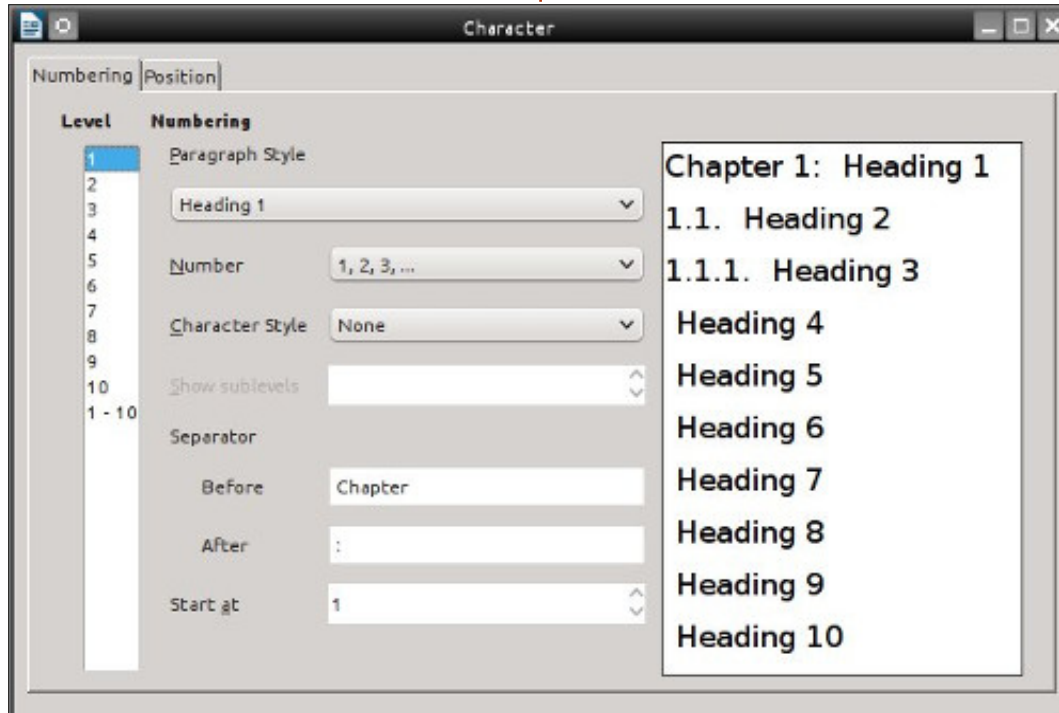 Character
Numbering Position
Level Numbering
1
2
3
4
5
6
7
8
9
10
1 - 10
Paragraph Style
Heading 1
Number 1, 2, 3, ...
Character Style None
Show sublevels
Separator
Before Chapter
After :
Start at 1
Chapter 1: Heading 1
1.1. Heading 2
1.1.1. Heading 3
Heading 4
Heading 5
Heading 6
Heading 7
Heading 8
Heading 9
Heading 10